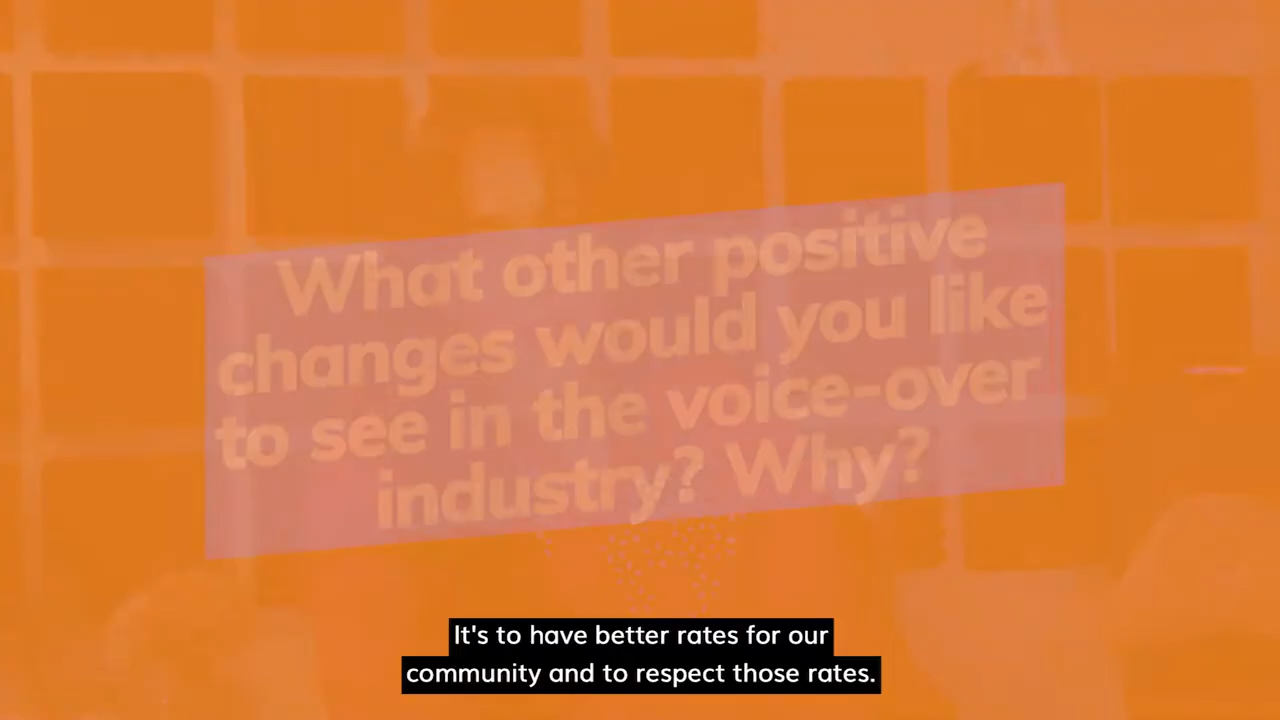 What other positive
changes would you like
to see in the voice-over
industry? Why?
It's to have better rates for our
community and to respect those rates.